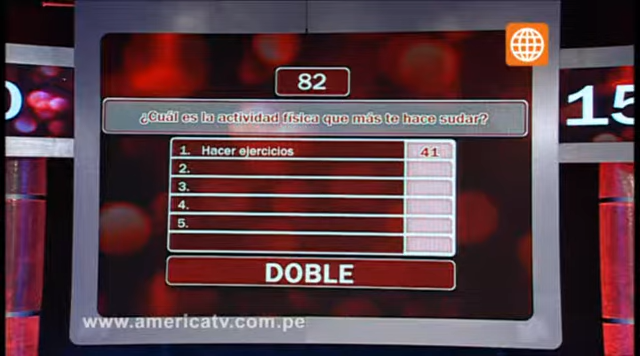 82
¿Cuál es la actividad física que más te hace sudar?
0
15
1. Hacer ejercicios 41
2.
3.
4.
5.
DOBLE
www.americatv.com.pe